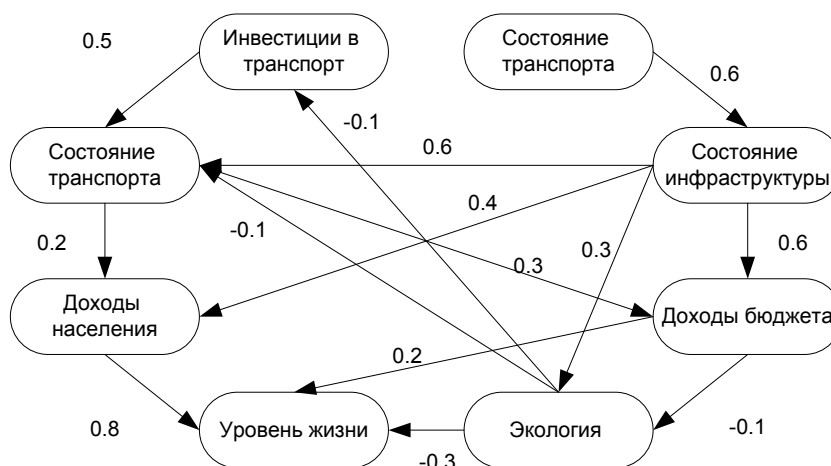 0.5
Инвестиции в
транспорт
Состояние
транспорта
0.6
-0.1
Состояние
транспорта
0.6
Состояние
инфраструктуры
0.2
-0.1
0.4
0.3
0.3
0.6
Доходы
населения
Доходы бюджета
0.2
0.8
Уровень жизни
-0.3
Экология
-0.1